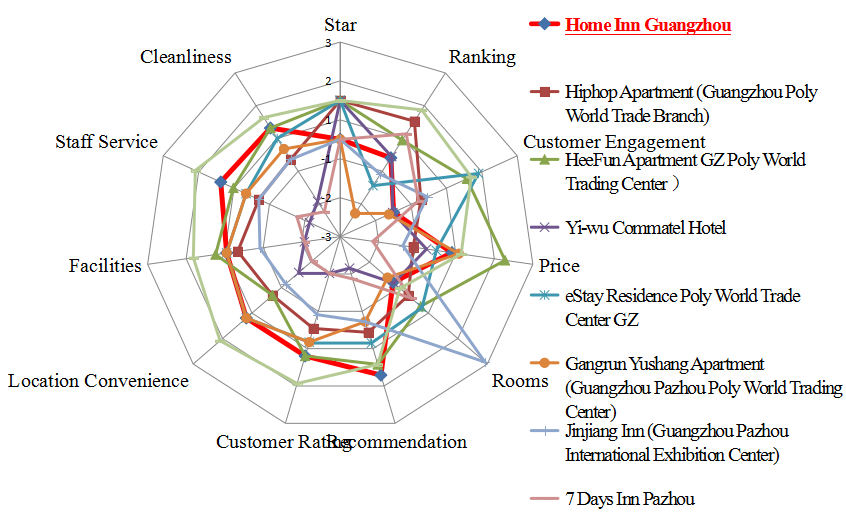 Star
Ranking
Customer Engagement
Price
Rooms
Recommendation
Customer Rating
Location Convenience
Facilities
Staff Service
Cleanliness
3
2
1
-1
-2
-3
Home Inn Guangzhou
Hiphop Apartment (Guangzhou Poly
World Trade Branch)
HeeFun Apartment GZ Poly World
Trading Center )
Yi-wu Commatel Hotel
eStay Residence Poly World Trade
Center GZ
Gangrun Yushang Apartment
(Guangzhou Pazhou Poly World Trading
Center)
Jinjiang Inn (Guangzhou Pazhou
International Exhibition Center)
7 Days Inn Pazhou